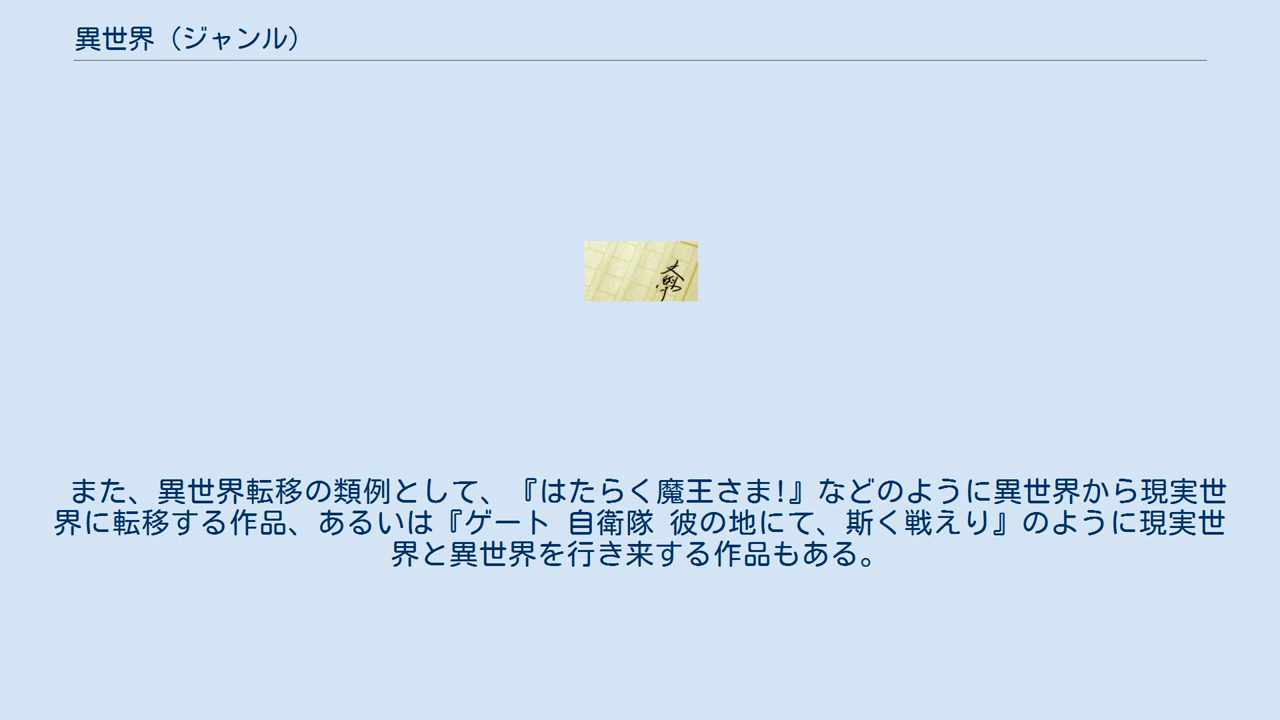 異世界（ジャンル）
また、異世界転移の類例として、『はたらく魔王さま!』などのように異世界から現実世
界に転移する作品、あるいは『ゲート 自衛隊 彼の地にて、斯く戦えり』のように現実世
界と異世界を行き来する作品もある。